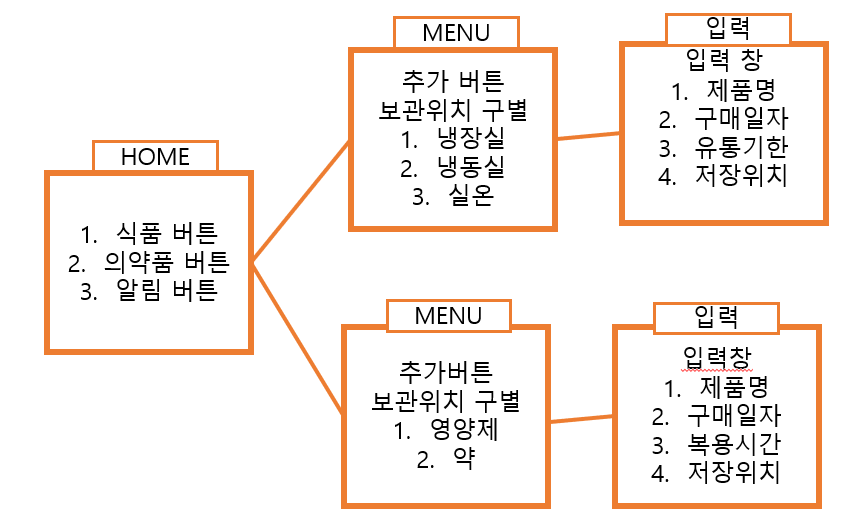 HOME
1. 식품 버튼
2. 의약품 버튼
3. 알림 버튼
MENU
추가 버튼
보관위치 구별
1. 냉장실
2. 냉동실
3. 실온
입력
입력 창
1. 제품명
2. 구매일자
3. 유통기한
4. 저장위치
MENU
추가버튼
보관위치 구별
1. 영양제
2. 약
입력
입력창
1. 제품명
2. 구매일자
3. 복용시간
4. 저장위치